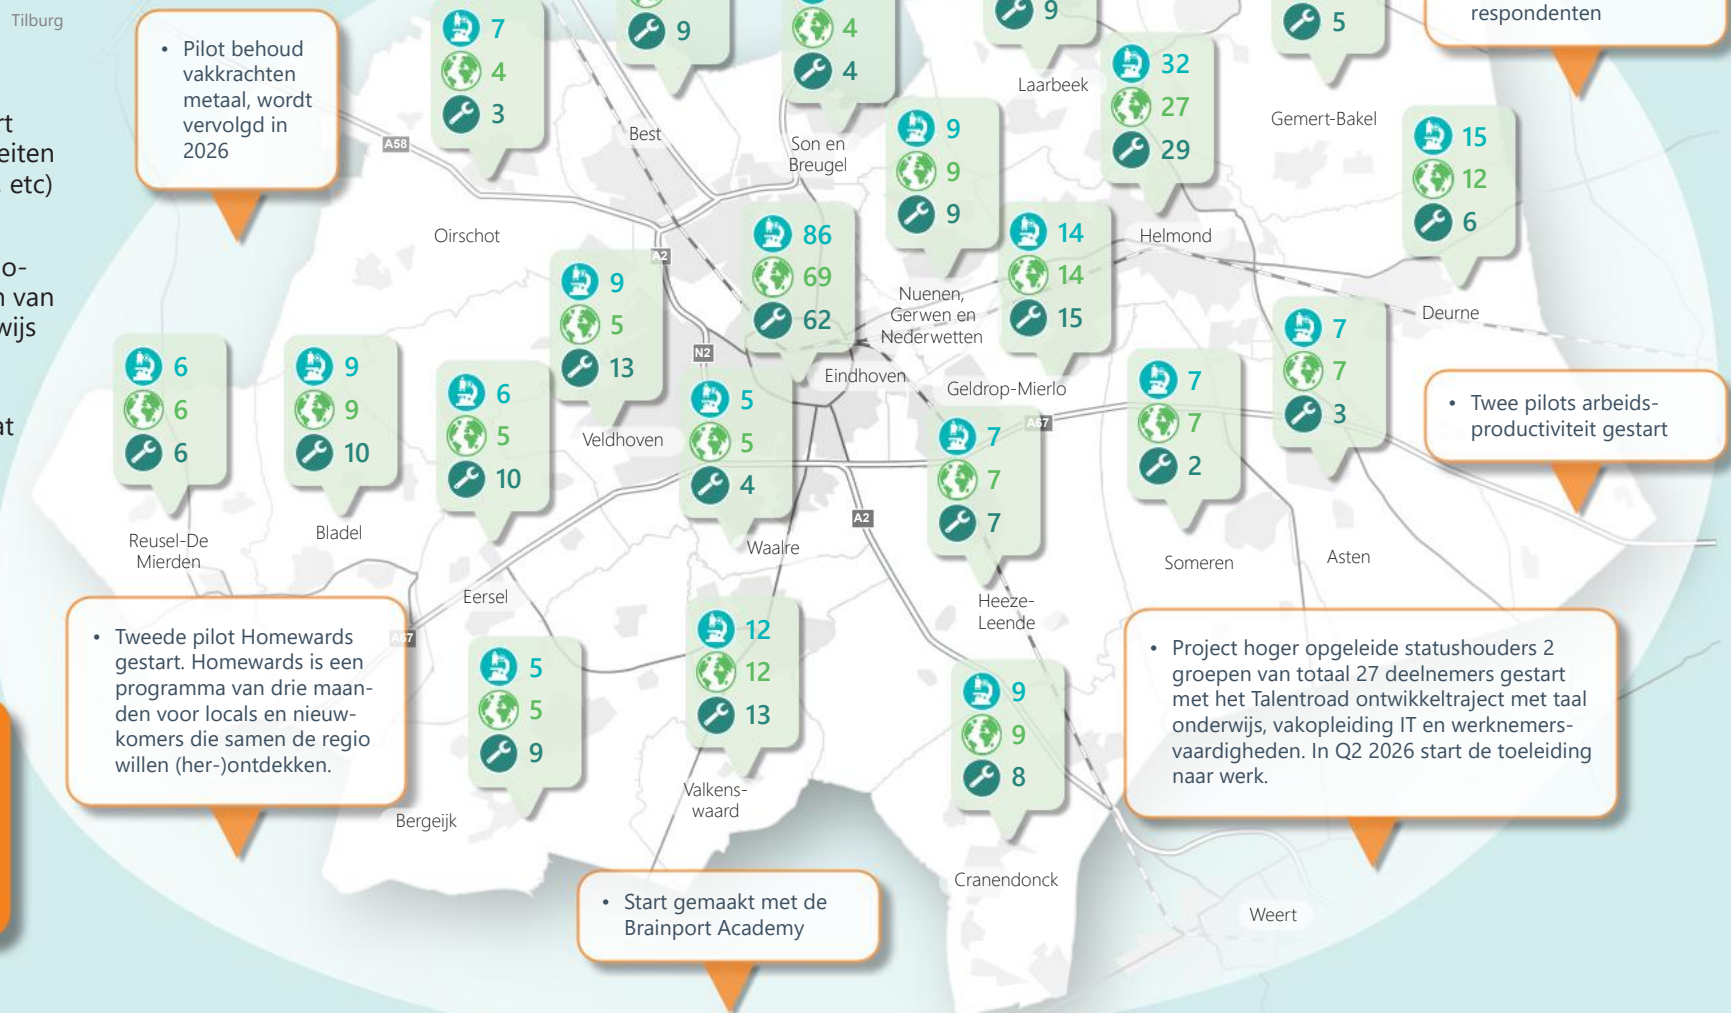 Tilburg
• Pilot behoud
vakkrachten
metaal, wordt
vervolgd in
2026
respondenten
rt
eiten
etc)
o-
n van
wijs
at
7
4
3
9
4
4
9
5
A58
Best
Son en
Breugel
Laarbeek
32
27
29
Gemert-Bakel
15
12
6
9
9
9
Oirschot
A2
86
69
62
14
14
15
Helmond
9
5
13
Nuenen,
Gerwen en
Nederwetten
Deurne
7
7
3
N2
Eindhoven
Geldrop-Mierlo
6
6
6
9
9
10
6
5
10
Veldhoven
5
5
4
7
7
7
A67
7
7
2
• Twee pilots arbeids-
productiviteit gestart
Reusel-De
Mierden
Bladel
Waalre
A2
Someren
Asten
Eersel
Heeze-
Leende
• Tweede pilot Homewards
gestart. Homewards is een
programma van drie maan-
den voor locals en nieuw-
komers die samen de regio
willen (her-)ontdekken.
A67
5
5
9
12
12
13
9
9
8
• Project hoger opgeleide statushouders 2
groepen van totaal 27 deelnemers gestart
met het Talentroad ontwikkeltraject met taal
onderwijs, vakopleiding IT en werknemers-
vaardigheden. In Q2 2026 start de toeleiding
naar werk.
Bergeijk
Valkens-
waard
Cranendonck
• Start gemaakt met de
Brainport Academy
Weert